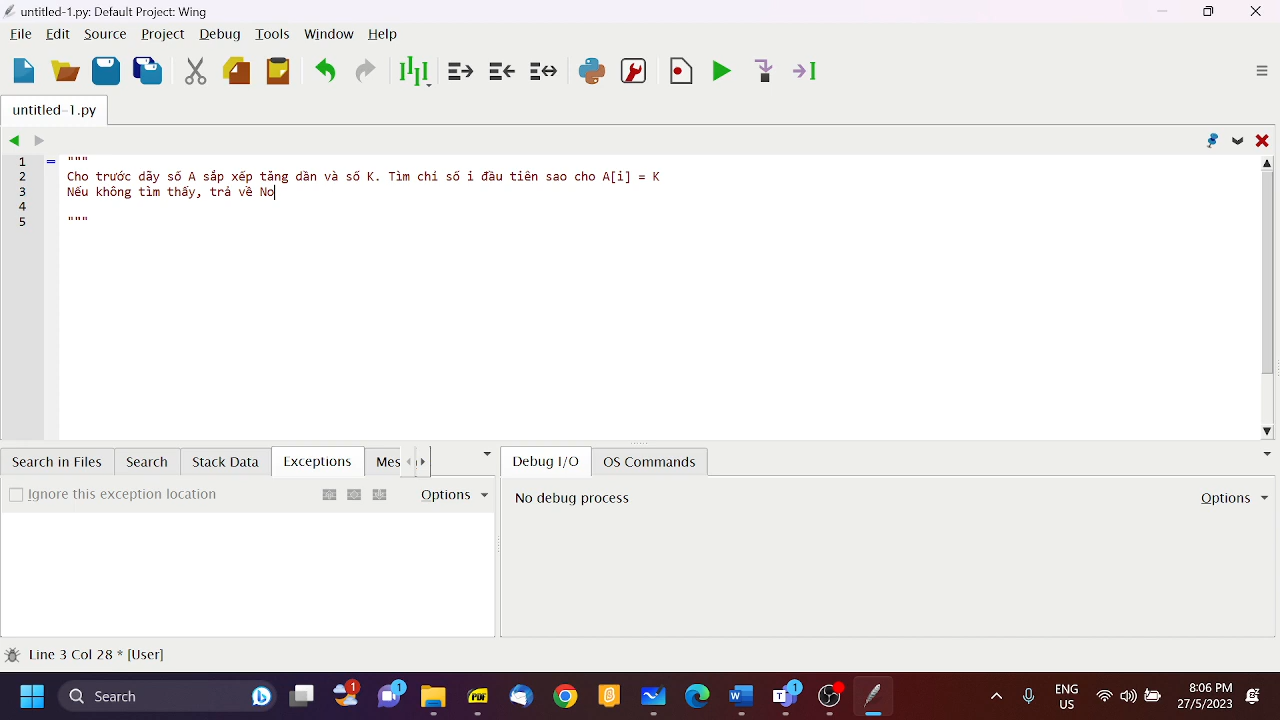 untitled-1.py: Default Project: Wing
File Edit Source Project Debug Tools Window Help
untitled-1.py
1 """
2 Cho trước dãy số A sắp xếp tăng dần và số K. Tìm chỉ số i đầu tiên sao cho A[i] = K
3 Nếu không tìm thấy, trả về No
4
5 """
Search in Files Search Stack Data Exceptions Mes
Debug I/O OS Commands
Ignore this exception location Options
No debug process Options
Line 3 Col 28 * [User]
Search
PDF
1
1
1
ENG
US
8:06 PM
27/5/2023